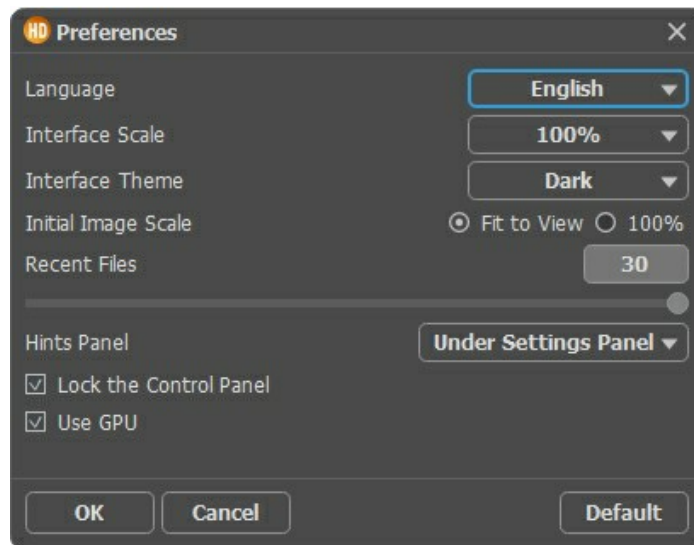 HD Preferences
Language English
Interface Scale 100%
Interface Theme Dark
Initial Image Scale Fit to View 100%
Recent Files 30
Hints Panel Under Settings Panel
Lock the Control Panel
Use GPU
OK Cancel Default